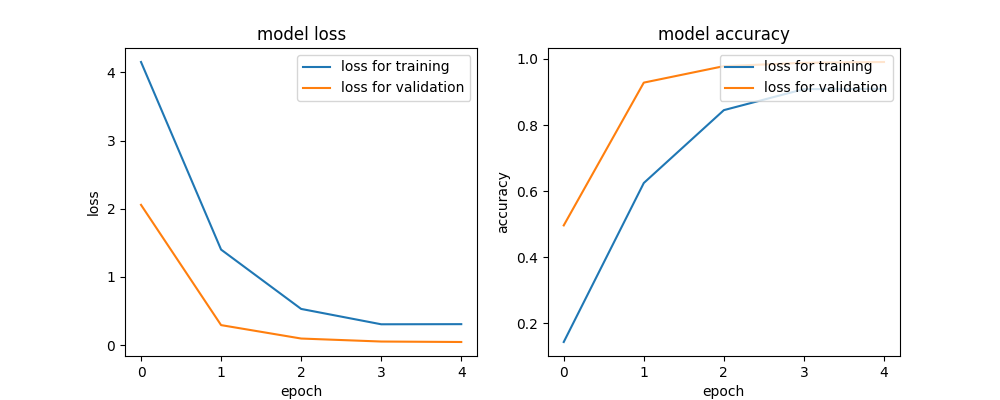 model loss
loss for training
loss for validation
4
3
2
1
0
loss
0 1 2 3 4
epoch
model accuracy
loss for training
loss for validation
1.0
0.8
0.6
0.4
0.2
accuracy
0 1 2 3 4
epoch